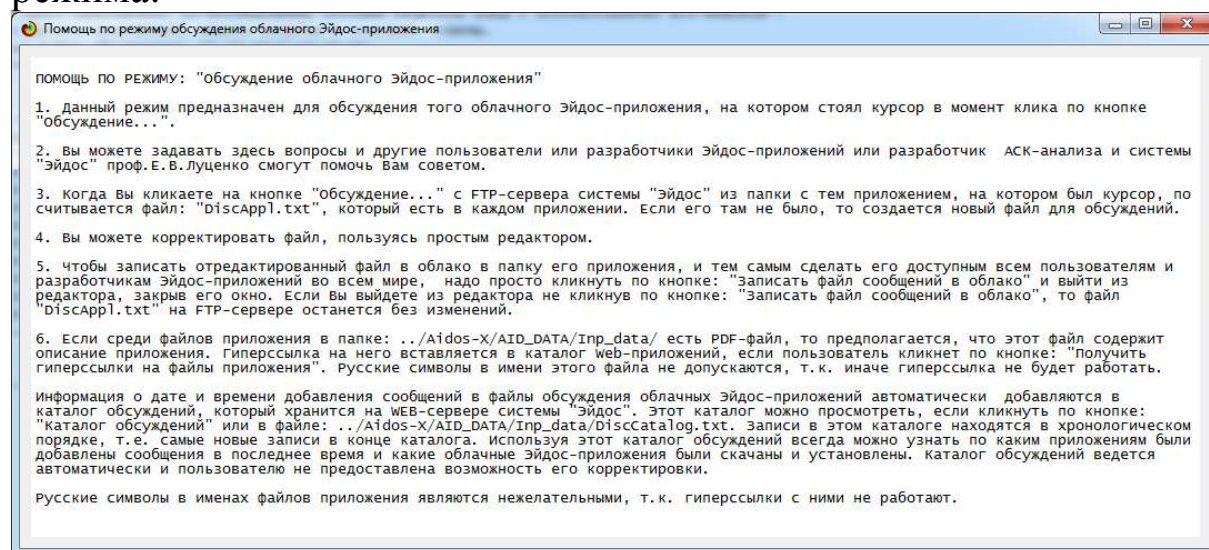 режима.
Помощь по режиму обсуждения облачного Эйдос-приложения
ПОМОЩЬ ПО РЕЖИМУ: "Обсуждение облачного Эйдос-приложения"
1. Данный режим предназначен для обсуждения того облачного Эйдос-приложения, на котором стоял курсор в момент клика по кнопке
"Обсуждение...".
2. Вы можете задавать здесь вопросы и другие пользователи или разработчики Эйдос-приложений или разработчик АСК-анализа и системы
"Эйдос" проф.Е.В.Луценко смогут помочь Вам советом.
3. Когда Вы кликаете на кнопке "Обсуждение..." с FTP-сервера системы "Эйдос" из папки с тем приложением, на котором был курсор, по
считывается файл: "DiscAppl.txt", который есть в каждом приложении. Если его там не было, то создается новый файл для обсуждений.
4. Вы можете корректировать файл, пользуясь простым редактором.
5. Чтобы записать отредактированный файл в облако в папку его приложения, и тем самым сделать его доступным всем пользователям и
разработчикам Эйдос-приложений во всем мире, надо просто кликнуть по кнопке: "Записать файл сообщений в облако" и выйти из
редактора, закрыв его окно. Если Вы выйдете из редактора не кликнув по кнопке: "Записать файл сообщений в облако", то файл
"DiscAppl.txt" на FTP-сервере останется без изменений.
6. Если среди файлов приложения в папке: ../Aidos-X/AID_DATA/Inp_data/ есть PDF-файл, то предполагается, что этот файл содержит
описание приложения. Гиперссылка на него вставляется в каталог Web-приложений, если пользователь кликнет по кнопке: "Получить
гиперссылки на файлы приложения". Русские символы в имени этого файла не допускаются, т.к. иначе гиперссылка не будет работать.
Информация о дате и времени добавления сообщений в файлы обсуждения облачных Эйдос-приложений автоматически добавляются в
каталог обсуждений, который хранится на WEB-сервере системы "Эйдос". Этот каталог можно просмотреть, если кликнуть по кнопке:
"Каталог обсуждений" или в файле: ../Aidos-X/AID_DATA/Inp_data/DiscCatalog.txt. Записи в этом каталоге находятся в хронологическом
порядке, т.е. самые новые записи в конце каталога. Используя этот каталог обсуждений всегда можно узнать по каким приложениям были
добавлены сообщения в последнее время и какие облачные Эйдос-приложения были скачаны и установлены. Каталог обсуждений ведется
автоматически и пользователю не предоставлена возможность его корректировки.
Русские символы в именах файлов приложения являются нежелательными, т.к. гиперссылки с ними не работают.